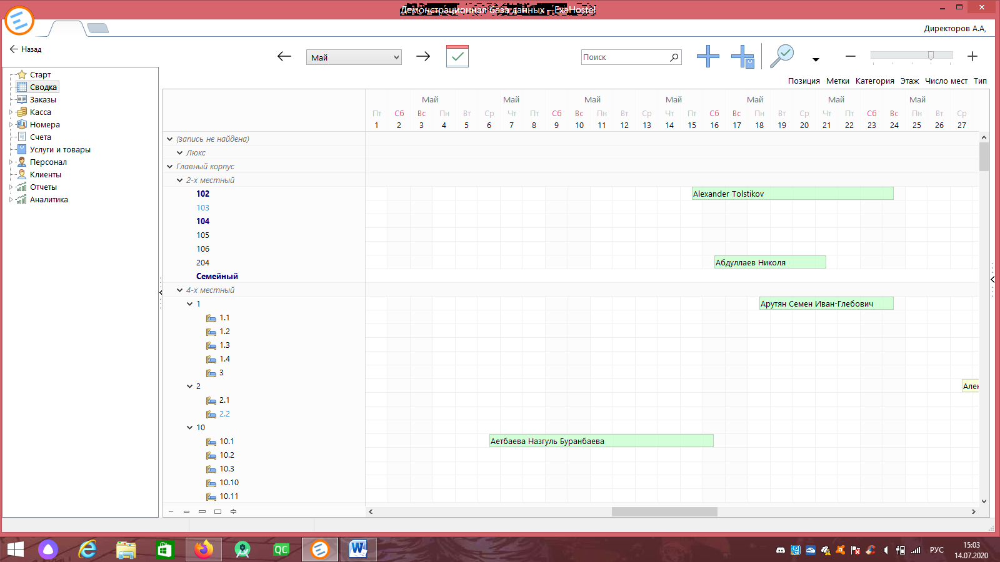 Демонстрационная база данных - ExaHostel
Директоров А.А,
Назад
Май
Поиск
Позиция Метки Категория Этаж Число мест Тип
Старт
Сводка
Заказы
Касса
Номера
Счета
Услуги и товары
Персонал
Клиенты
Отчеты
Аналитика
Май Май Май Май Май Май Май
Пт Сб Вс Пн Вт Ср Чт Пт Сб Вс Пн Вт Ср Чт Пт Сб Вс Пн Вт Ср Чт Пт Сб Вс Пн Вт Ср
1 2 3 4 5 6 7 8 9 10 11 12 13 14 15 16 17 18 19 20 21 22 23 24 25 26 27
(запись не найдена)
Люкс
Главный корпус
2-х местный
102 Alexander Tolstikov
103
104
105
106
204 Абдуллаев Николя
Семейный
4-х местный
1 Арутян Семен Иван-Глебович
1.1
1.2
1.3
1.4
3
2 Алек
2.1
2.2
10
10.1 Аетбаева Назгуль Буранбаева
10.2
10.3
10.10
10.11
QC
РУС
15:03
14.07.2020